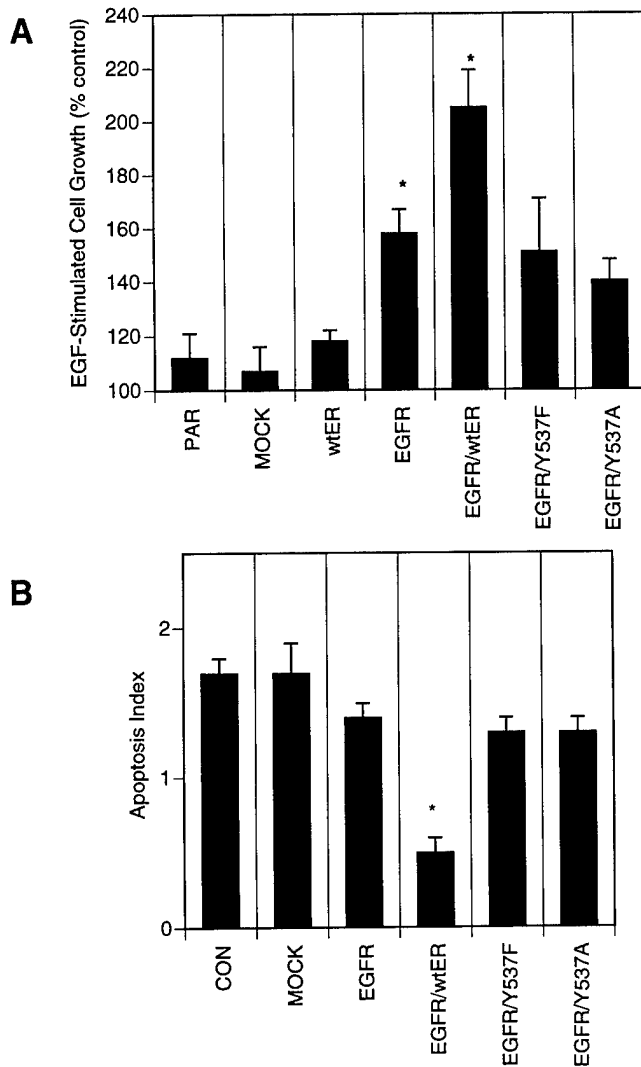 A
EGF-Stimulated Cell Growth (% control)
240
220
200
180
160
140
120
100
*
*
PAR
MOCK
wtER
EGFR
EGFR/wtER
EGFR/Y537F
EGFR/Y537A
B
Apoptosis Index
2
1
0
*
CON
MOCK
EGFR
EGFR/wtER
EGFR/Y537F
EGFR/Y537A